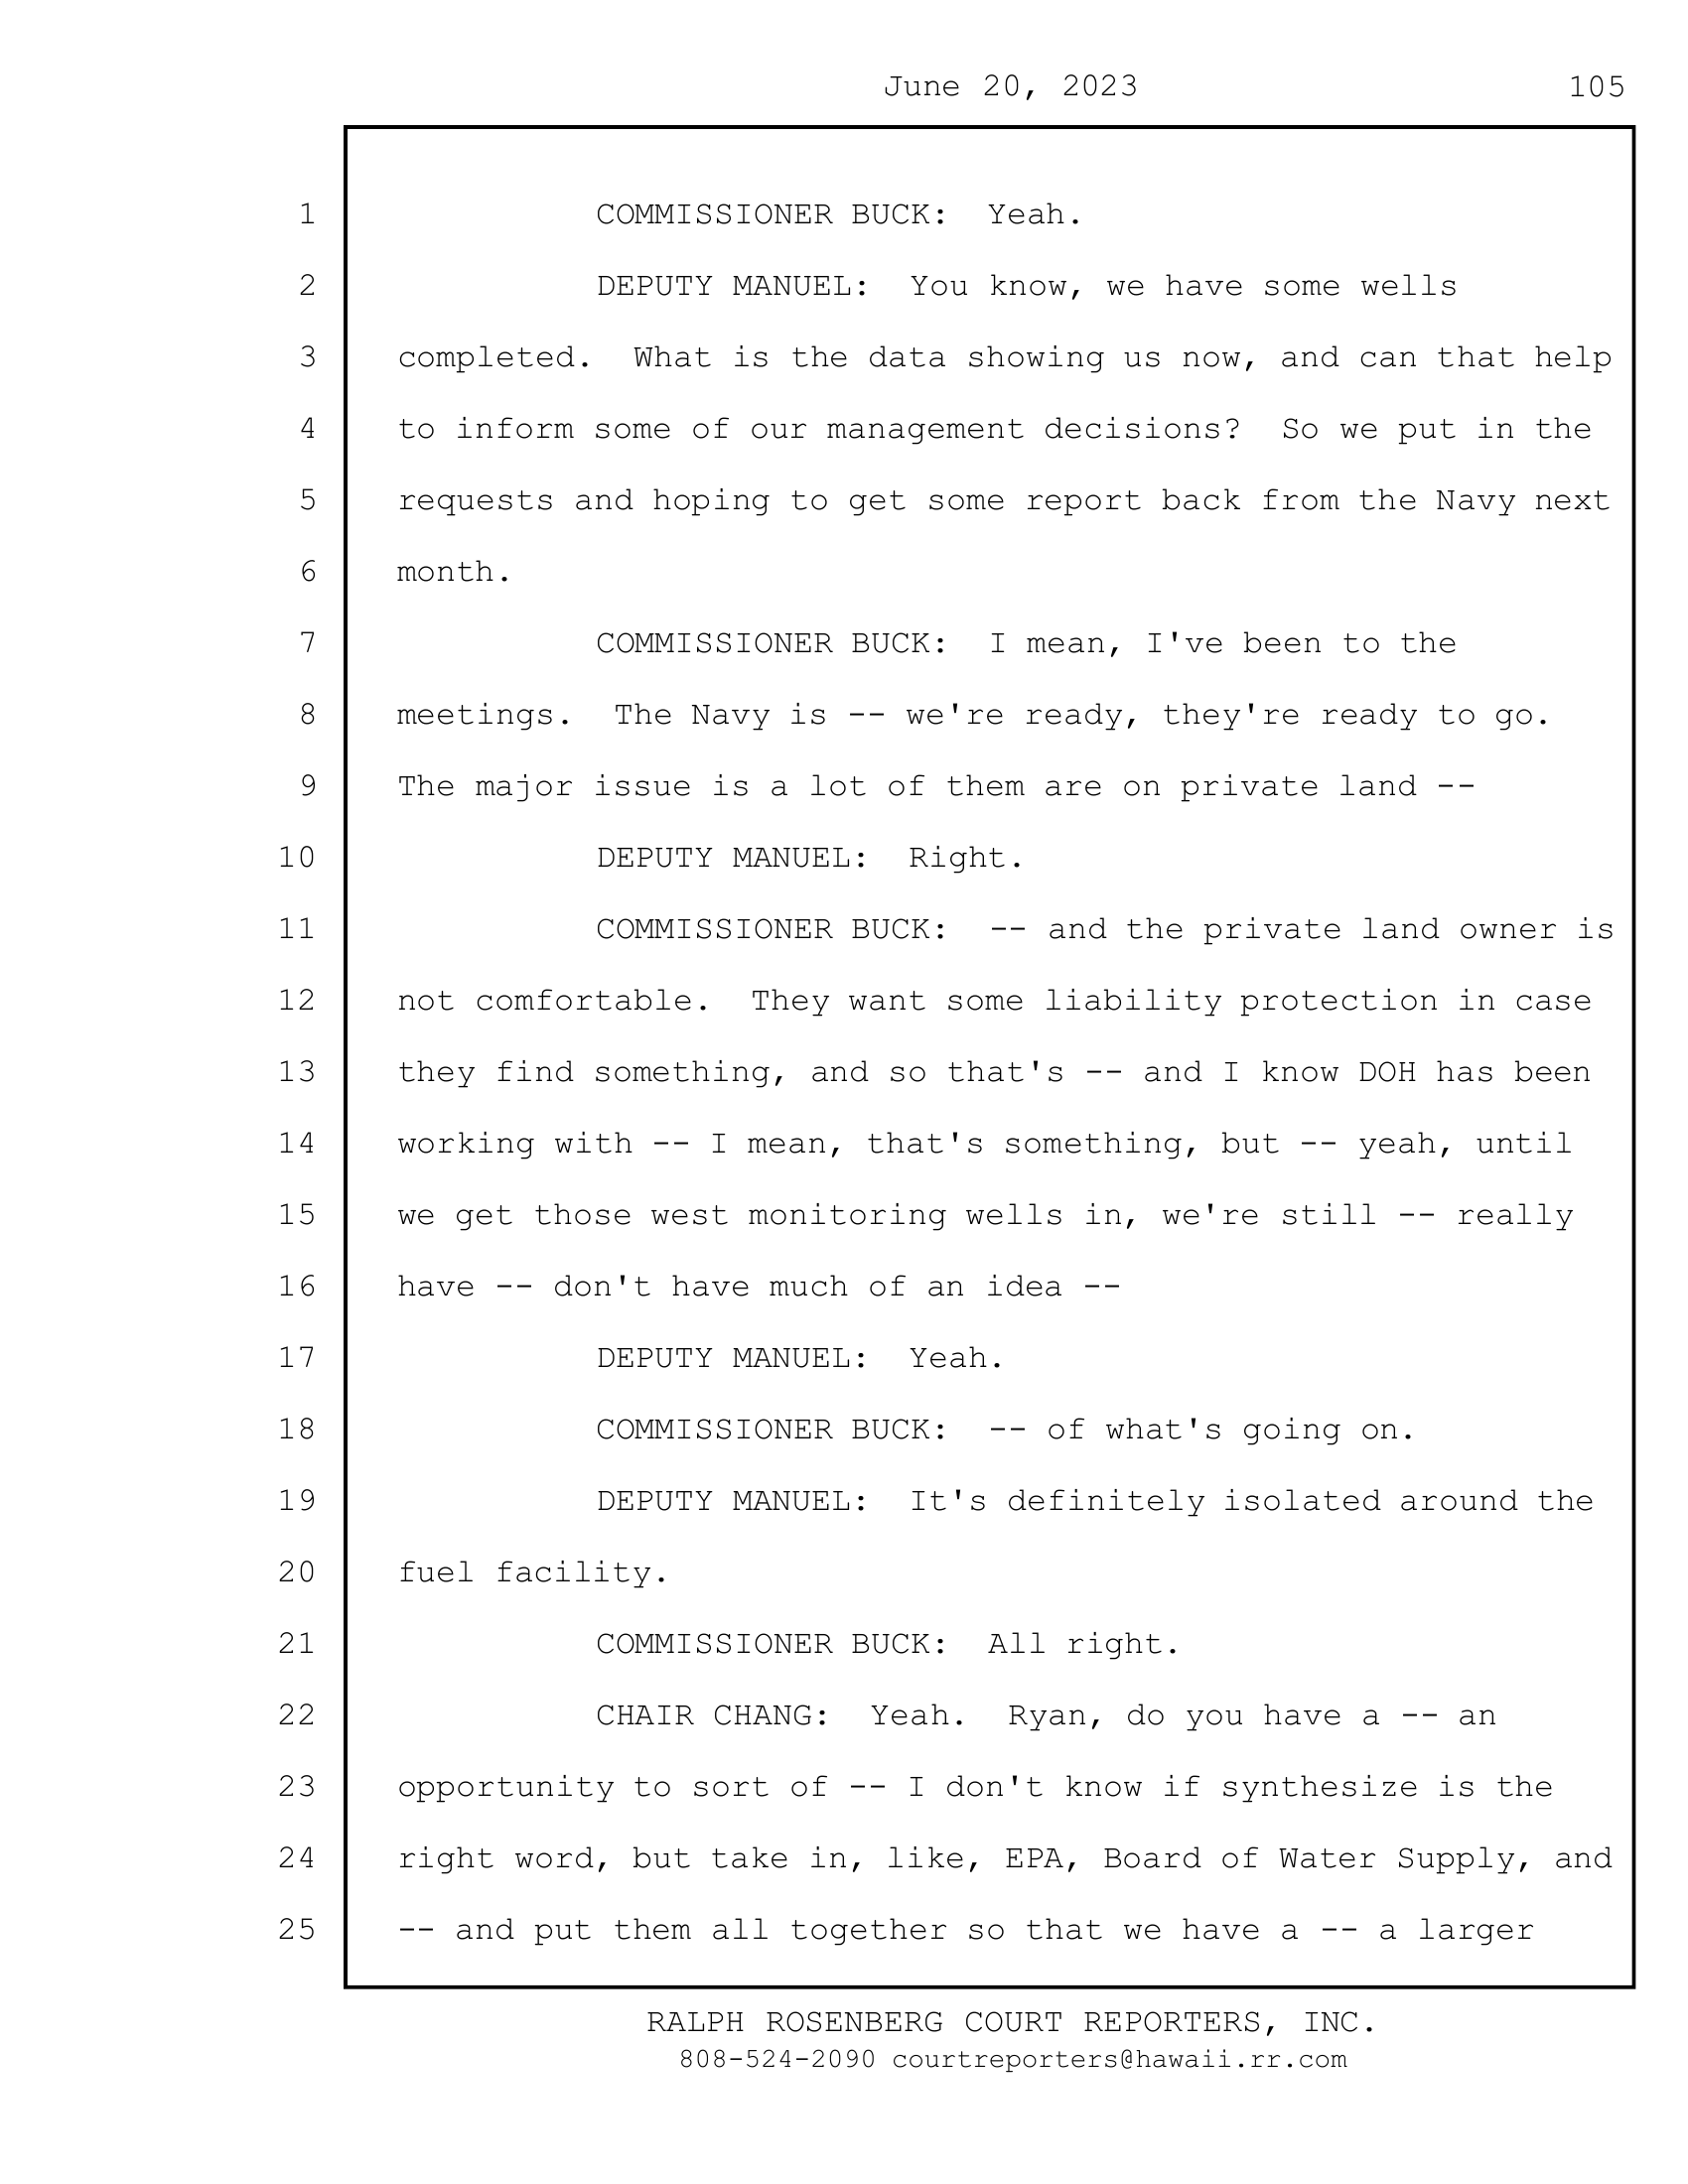 June 20, 2023 105
1 COMMISSIONER BUCK:  Yeah.
2 DEPUTY MANUEL:  You know, we have some wells
3 completed.  What is the data showing us now, and can that help
4 to inform some of our management decisions?  So we put in the
5 requests and hoping to get some report back from the Navy next
6 month.
7 COMMISSIONER BUCK:  I mean, I've been to the
8 meetings.  The Navy is -- we're ready, they're ready to go.
9 The major issue is a lot of them are on private land --
10 DEPUTY MANUEL:  Right.
11 COMMISSIONER BUCK:  -- and the private land owner is
12 not comfortable.  They want some liability protection in case
13 they find something, and so that's -- and I know DOH has been
14 working with -- I mean, that's something, but -- yeah, until
15 we get those west monitoring wells in, we're still -- really
16 have -- don't have much of an idea --
17 DEPUTY MANUEL:  Yeah.
18 COMMISSIONER BUCK:  -- of what's going on.
19 DEPUTY MANUEL:  It's definitely isolated around the
20 fuel facility.
21 COMMISSIONER BUCK:  All right.
22 CHAIR CHANG:  Yeah.  Ryan, do you have a -- an
23 opportunity to sort of -- I don't know if synthesize is the
24 right word, but take in, like, EPA, Board of Water Supply, and
25 -- and put them all together so that we have a -- a larger
RALPH ROSENBERG COURT REPORTERS, INC.
808-524-2090 courtreporters@hawaii.rr.com